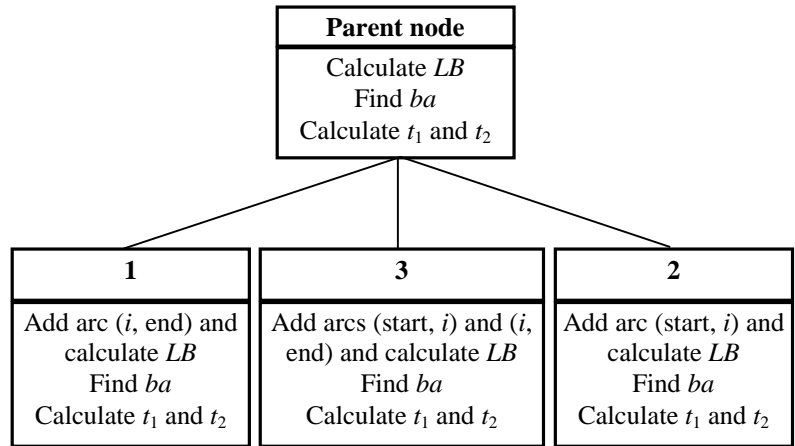 Parent node
Calculate LB
Find ba
Calculate t₁ and t₂
1
Add arc (i, end) and
calculate LB
Find ba
Calculate t₁ and t₂
3
Add arcs (start, i) and (i,
end) and calculate LB
Find ba
Calculate t₁ and t₂
2
Add arc (start, i) and
calculate LB
Find ba
Calculate t₁ and t₂